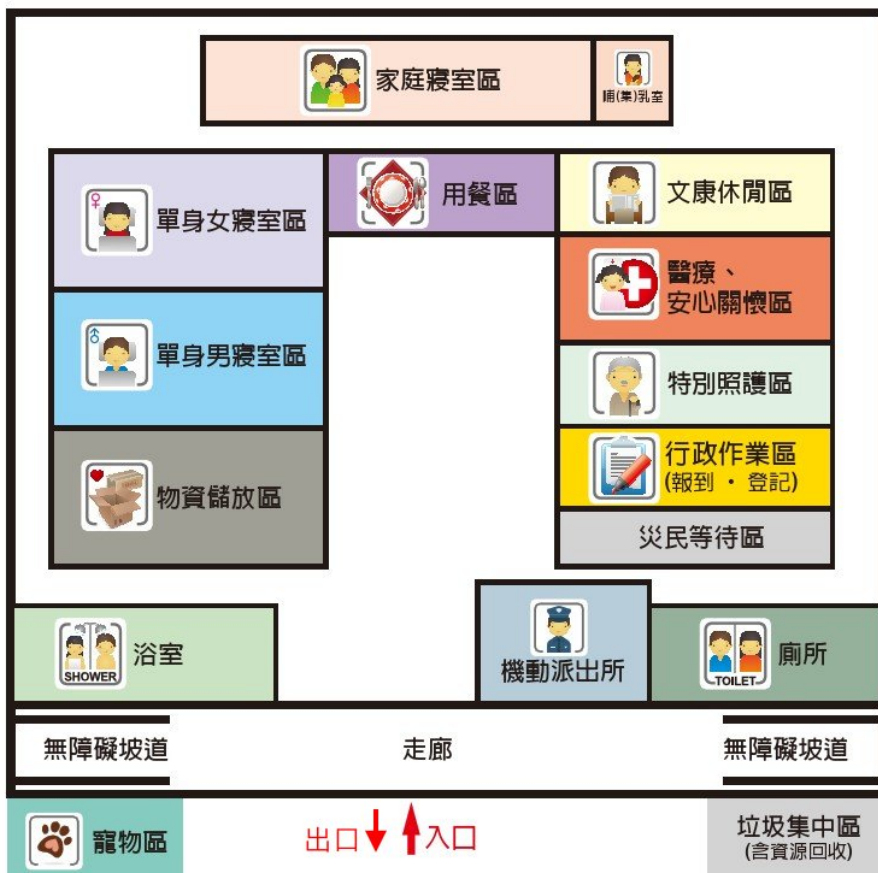 家庭寢室區
哺(集)乳室
單身女寢室區
用餐區
文康休閒區
醫療、
安心關懷區
單身男寢室區
特別照護區
行政作業區
(報到 · 登記)
物資儲放區
災民等待區
SHOWER
浴室
機動派出所
TOILET
廁所
無障礙坡道
走廊
無障礙坡道
寵物區
出口
入口
垃圾集中區
(含資源回收)